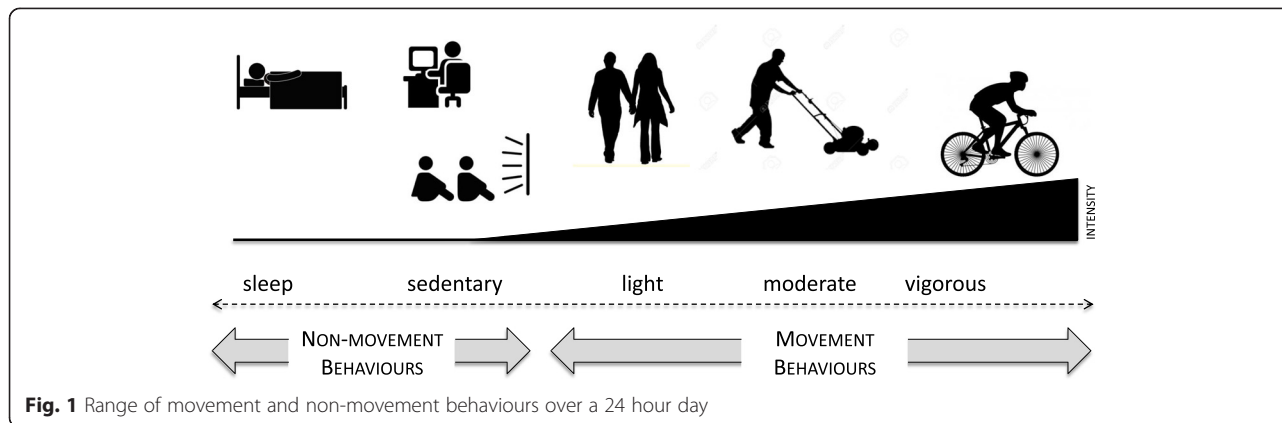 INTENSITY
sleep sedentary light moderate vigorous
NON-MOVEMENT BEHAVIOURS
MOVEMENT BEHAVIOURS
Fig. 1 Range of movement and non-movement behaviours over a 24 hour day